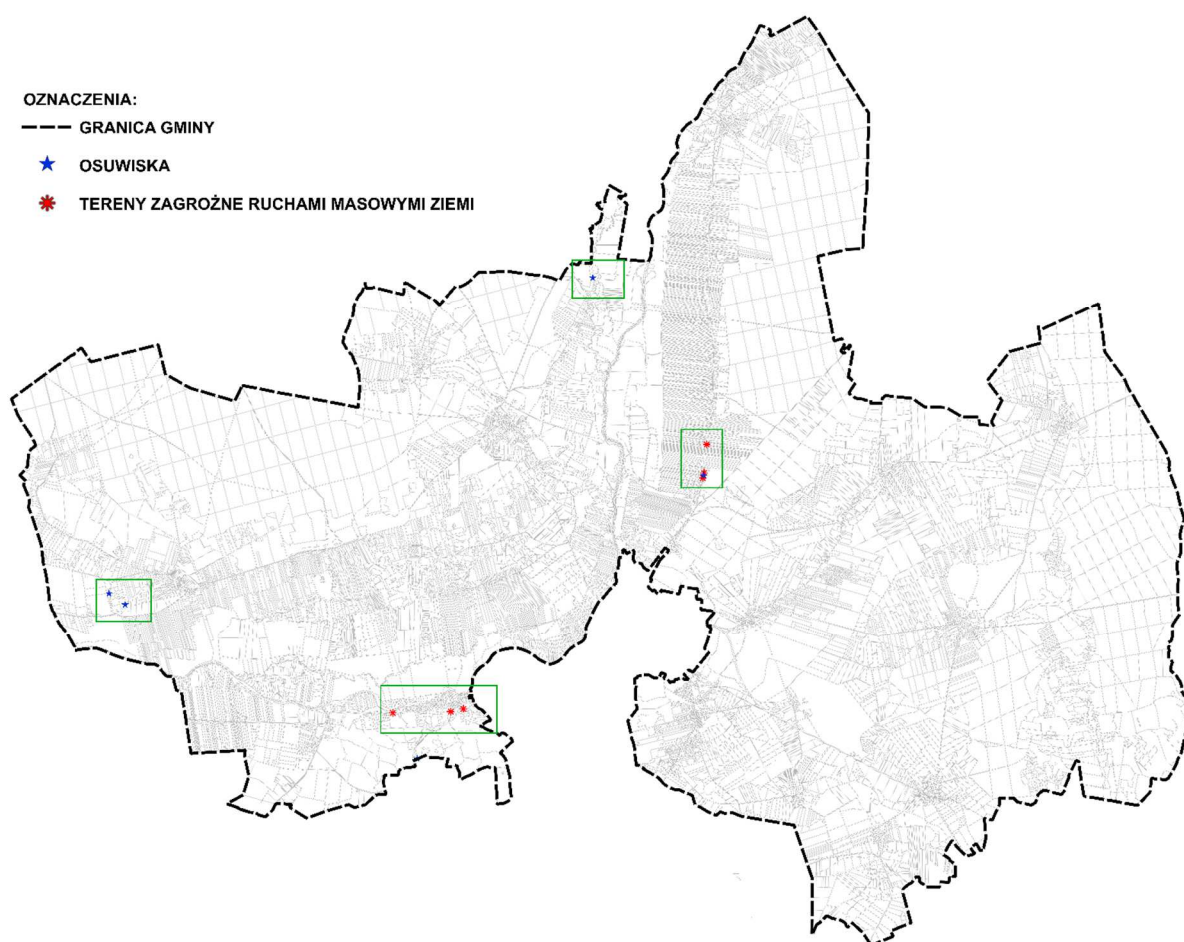 OZNACZENIA:
GRANICA GMINY
OSUWISKA
TERENY ZAGROŻNE RUCHAMI MASOWYMI ZIEMI